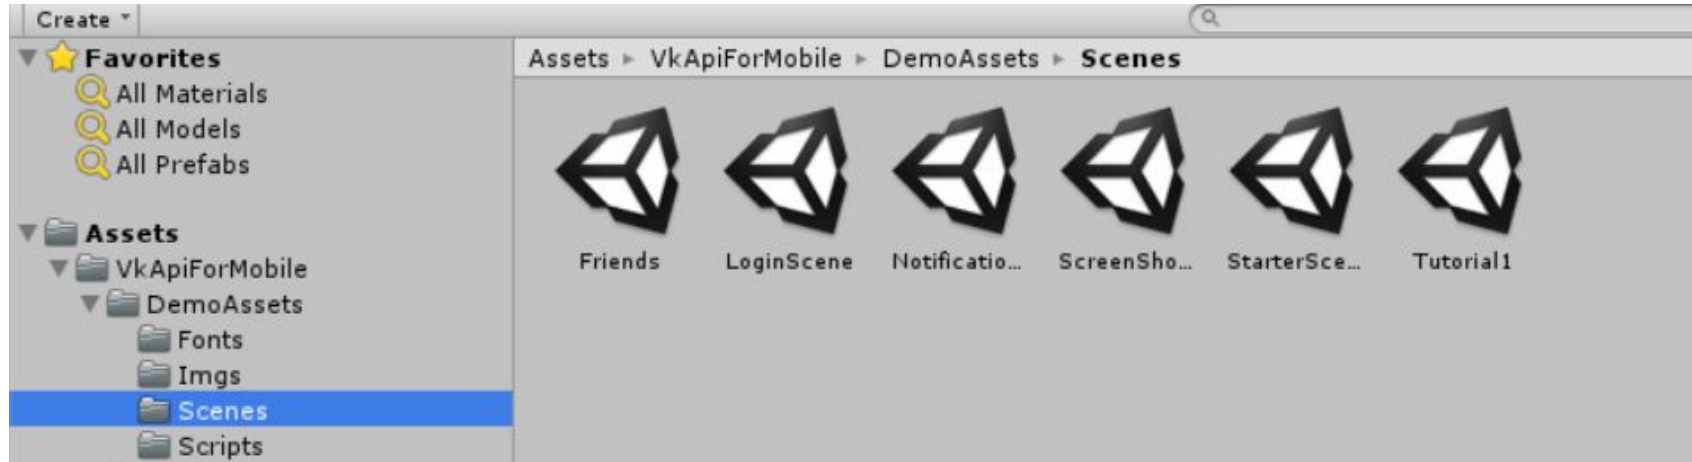 Create
Favorites
All Materials
All Models
All Prefabs
Assets
VkApiForMobile
DemoAssets
Fonts
Imgs
Scenes
Scripts
Assets ▸ VkApiForMobile ▸ DemoAssets ▸ Scenes
Friends LoginScene Notificatio... ScreenSho... StarterSce... Tutorial1